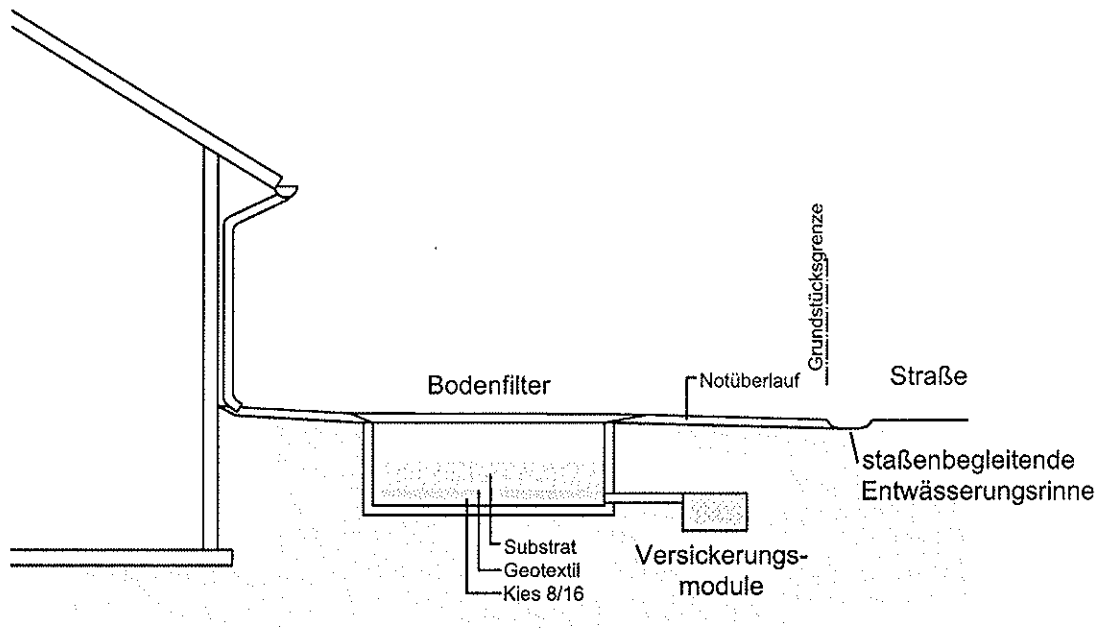 Grundstücksgrenze
Bodenfilter
Notüberlauf
Straße
staßenbegleitende
Entwässerungsrinne
Substrat
Geotextil
Kies 8/16
Versickerungs-
module